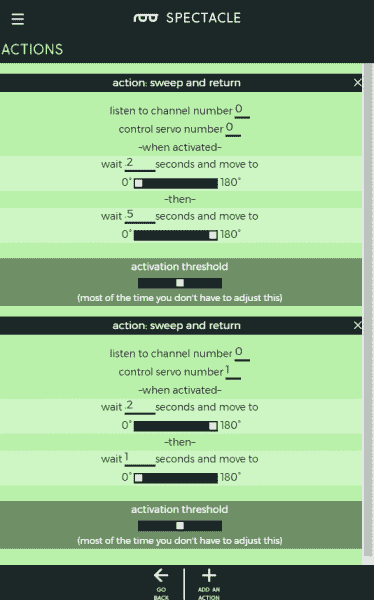 SPECTACLE
ACTIONS
action: sweep and return
listen to channel number 0
control servo number 0
-when activated-
wait .2 seconds and move to
0° 180°
-then-
wait .5 seconds and move to
0° 180°
activation threshold
(most of the time you don't have to adjust this)
action: sweep and return
listen to channel number 0
control servo number 1
-when activated-
wait .2 seconds and move to
0° 180°
-then-
wait 1 seconds and move to
0° 180°
activation threshold
(most of the time you don't have to adjust this)
GO BACK
ADD AN ACTION